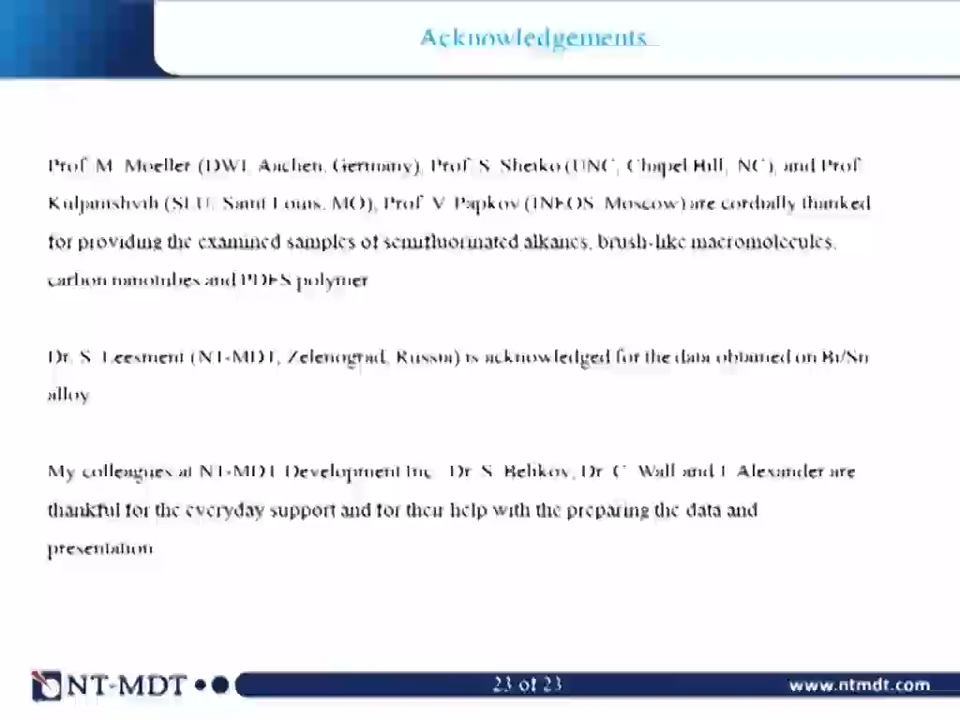 Acknowledgements
Prof. M. Moeller (DWI, Aachen, Germany), Prof. S. Sheiko (UNC, Chapel Hill, NC), and Prof.
(SLU, Saint Louis, MO), Prof. V. Papkov (INEOS, Moscow) are cordially thanked
for providing the examined samples of semifluorinated alkanes, brush-like macromolecules,
carbon nanotubes and PDES polymer
Dr. S. Leesment (NT-MDT, Zelenograd, Russia) is acknowledged for the data obtained on Bi/Sn
alloy
My colleagues at NT-MDT Development Inc. Dr. S. Belikov, Dr. C. Wall and J. Alexander are
thankful for the everyday support and for their help with the preparing the data and
presentation
NT-MDT
23 of 23
www.ntmdt.com